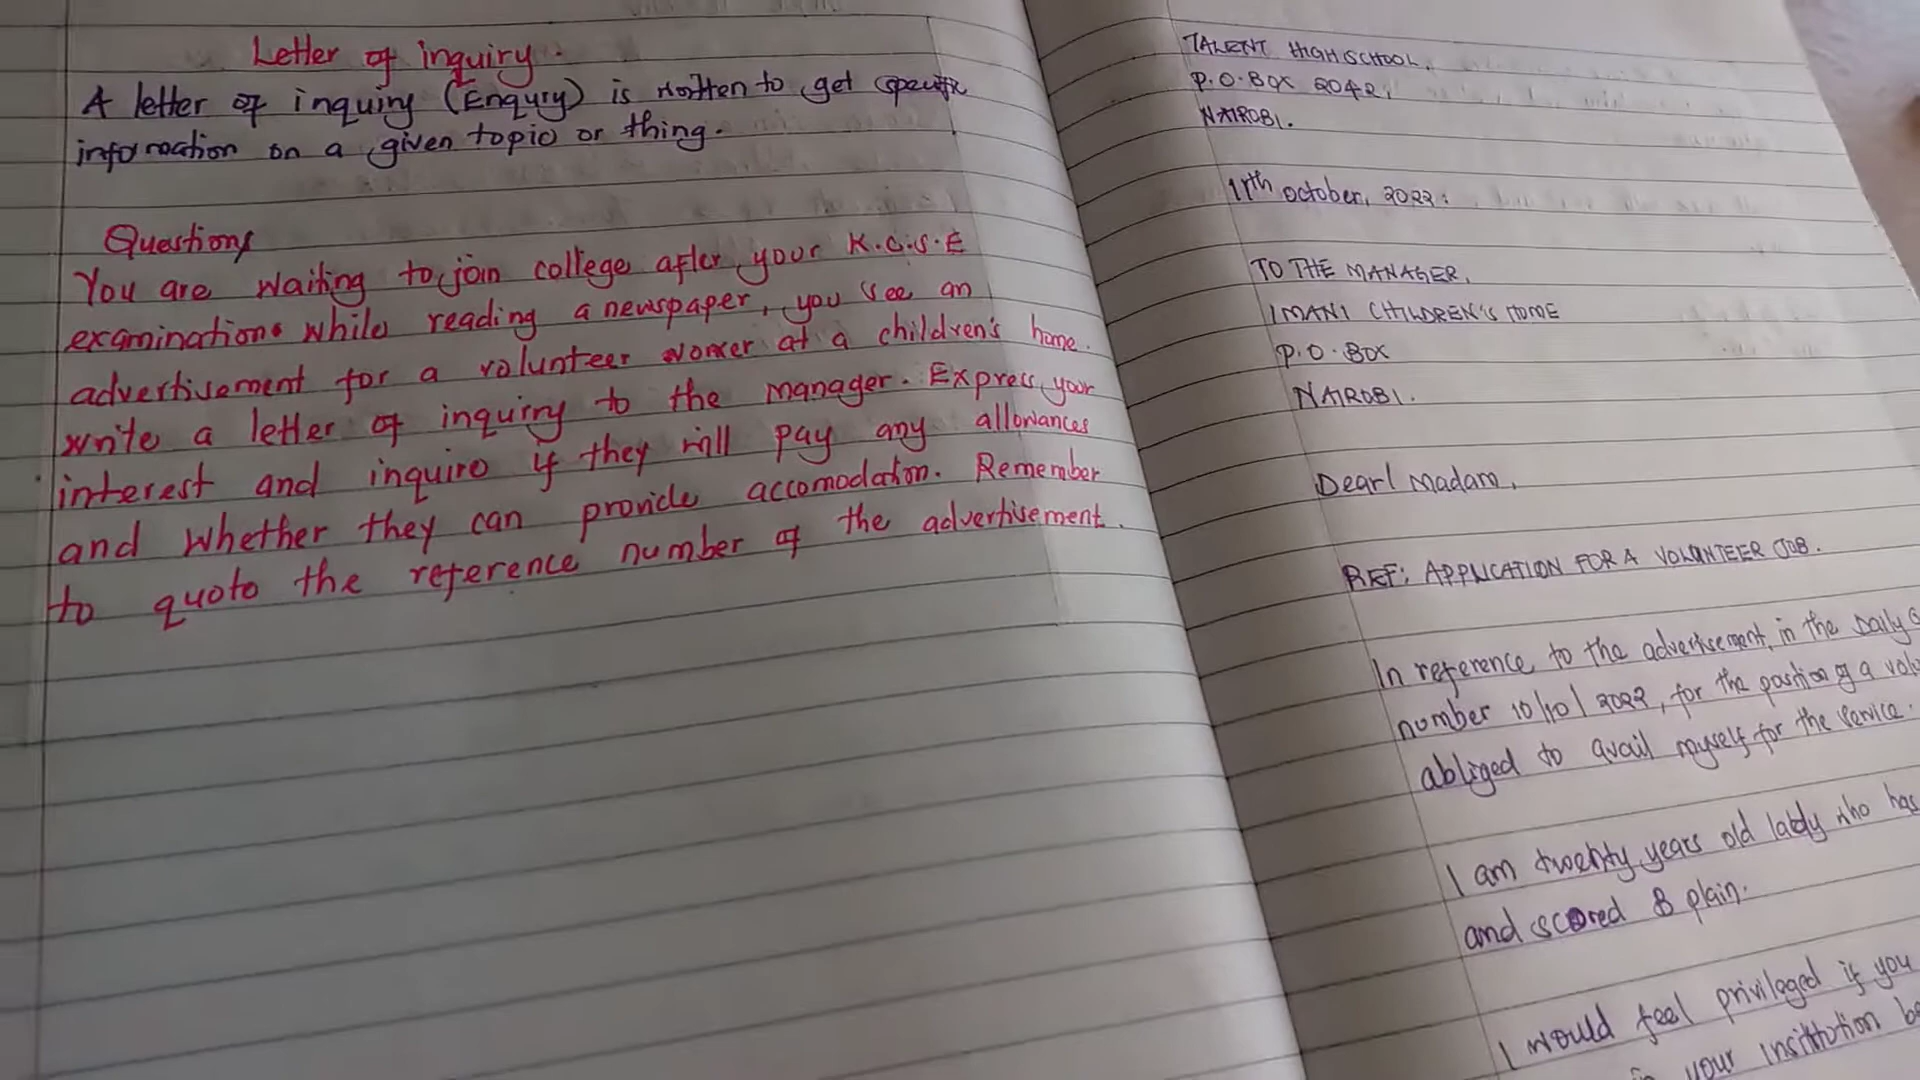 Letter of inquiry.
A letter of inquiry (Enqury) is written to get specific
information on a given topic or thing.
Questions
You are waiting to join college after your K.C.S.E
examination. While reading a newspaper, you see an
advertisement for a volunteer worker at a children's home.
write a letter of inquiry to the manager. Express your
interest and inquire if they will pay any allowances
and whether they can provide accomodation. Remember
to quote the reference number of the advertisement.
TALENT HIGH SCHOOL,
P.O. BOX 2042,
NAIROBI.
11th october, 2022.
TO THE MANAGER,
IMANI CHILDREN'S HOME
P.O. BOX
NAIROBI.
Dear/ Madam,
REF: APPLICATION FOR A VOLUNTEER JOB.
In reference to the advertisement, in the Daily
number 10/10/2022, for the position of a
abliged to avail myself for the service.
I am twenty years old lady who has
and scored B plain.
I would feel privilaged if you
in your institution